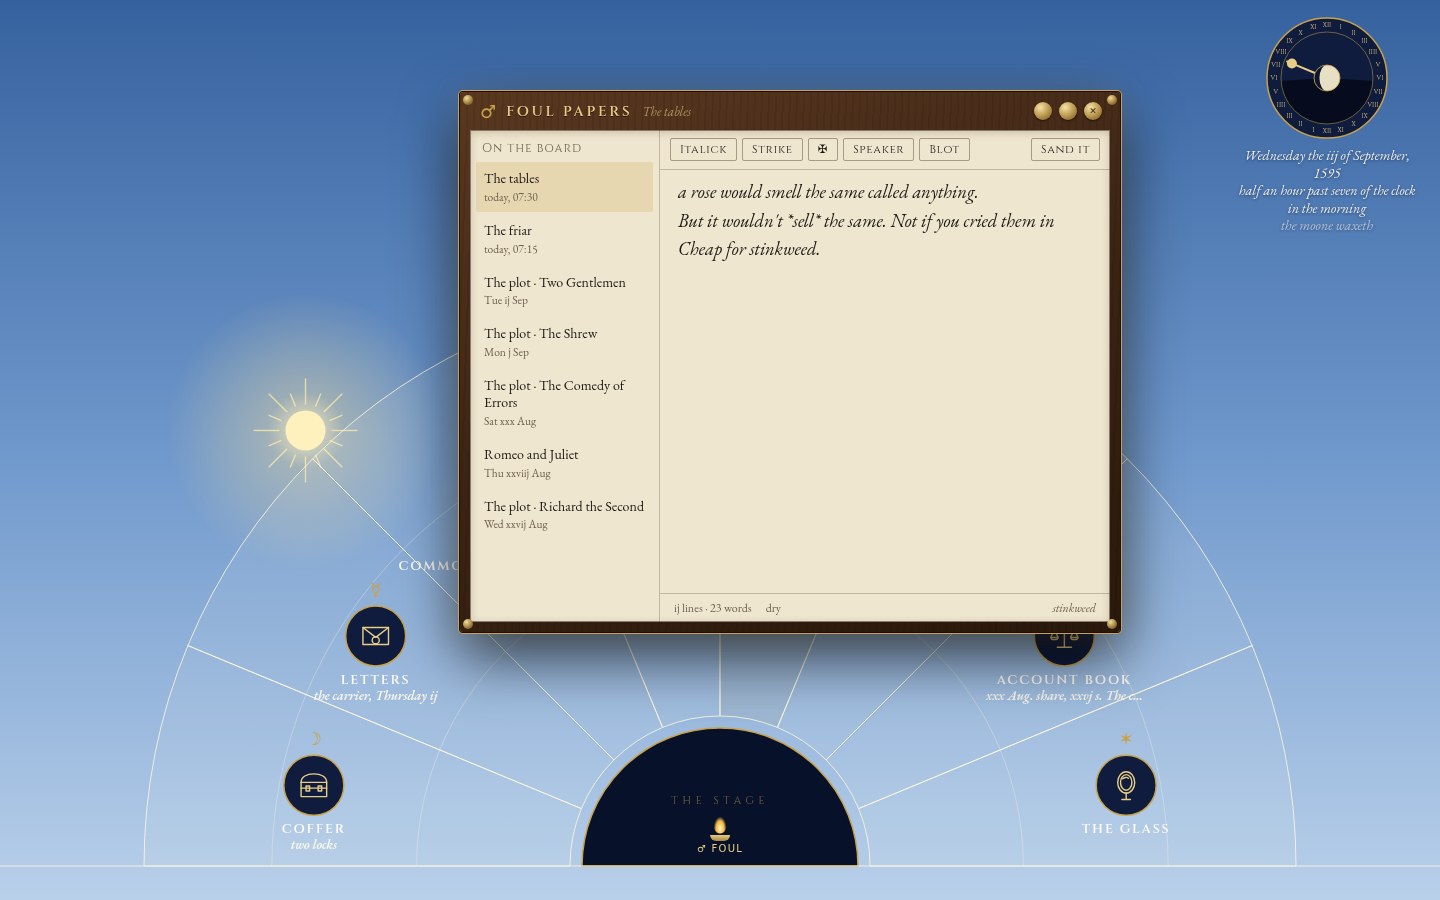 FOUL PAPERS The tables
ON THE BOARD
The tables
today, 07:30
The friar
today, 07:15
The plot · Two Gentlemen
Tue ij Sep
The plot · The Shrew
Mon j Sep
The plot · The Comedy of
Errors
Sat xxx Aug
Romeo and Juliet
Thu xxviij Aug
The plot · Richard the Second
Wed xxvij Aug
ITALICK STRIKE ✠ SPEAKER BLOT SAND IT
a rose would smell the same called anything.
But it wouldn't *sell* the same. Not if you cried them in
Cheap for stinkweed.
ij lines · 23 words dry stinkweed
Wednesday the iij of September,
1595
half an hour past seven of the clock
in the morning
the moone waxeth
COMMO
LETTERS
the carrier, Thursday ij
COFFER
two locks
THE STAGE
♂ FOUL
ACCOUNT BOOK
xxx Aug. share, xxvj s. The c...
THE GLASS